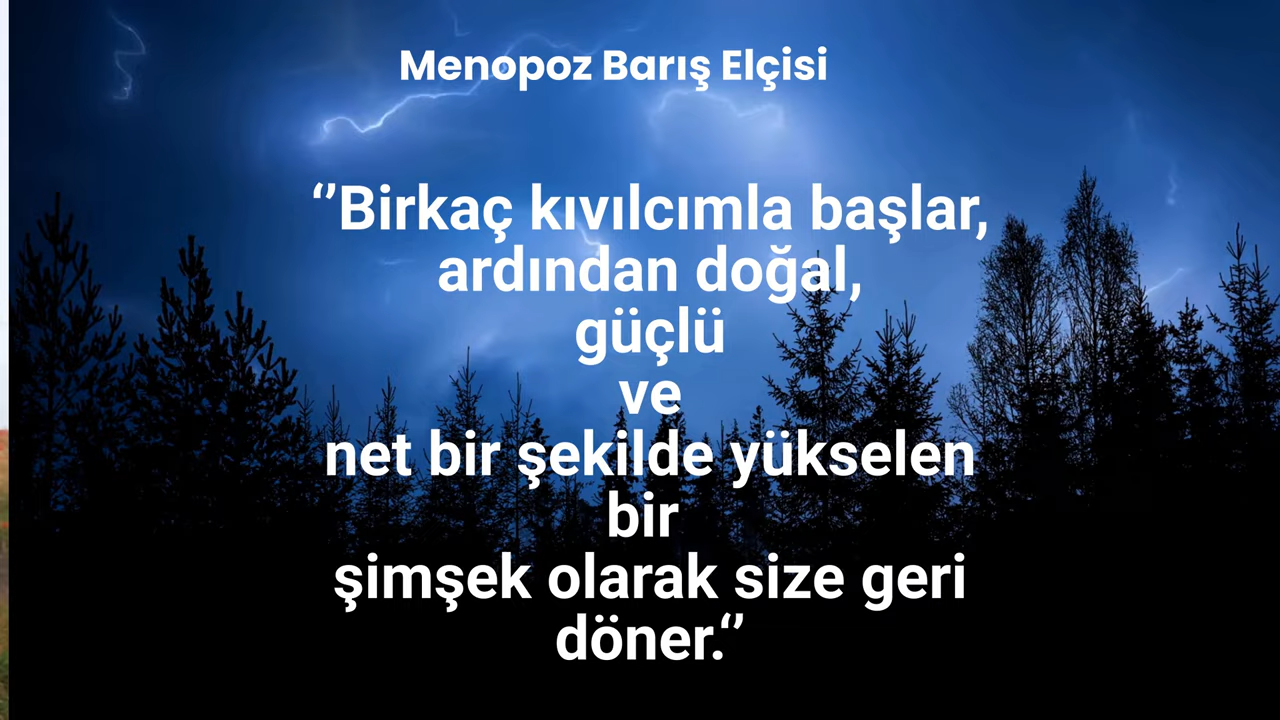 Menopoz Barış Elçisi
‘’Birkaç kıvılcımla başlar,
ardından doğal,
güçlü
ve
net bir şekilde yükselen
bir
şimşek olarak size geri
döner.‘’